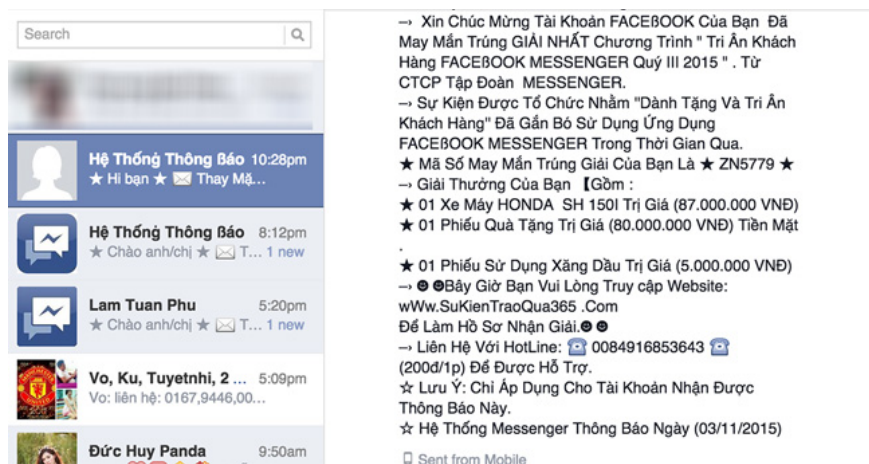 Search
Hệ Thốnġ Thông ßáo 10:28pm
★ Hi bạn ★ ✉ Thay Mặ...
Hệ Thốnġ Thông ßáo 8:12pm
★ Chào anh/chị ★ ✉ T... 1 new
Lam Tuan Phu 5:20pm
★ Chào anh/chị ★ ✉ T... 1 new
Vo, Ku, Tuyetnhi, 2 ... 5:09pm
Vo: liên hệ: 0167,9446,00...
Đức Huy Panda 9:50am
–› Xin Chúc Mừng Tài Khoản FACEßOOK Của Bạn Đã
May Mắn Trúng GIẢI NHẤT Chương Trình " Tri Ân Khách
Hàng FACEßOOK MESSENGER Quý III 2015 " . Từ
CTCP Tập Đoàn MESSENGER.
–› Sự Kiện Được Tổ Chức Nhằm "Dành Tặng Và Tri Ân
Khách Hàng" Đã Gắn Bó Sử Dụng Ứng Dụng
FACEßOOK MESSENGER Trong Thời Gian Qua.
★ Mã Số May Mắn Trúng Giải Của Bạn Là ★ ZN5779 ★
–› Giải Thưởng Của Bạn 【Gồm :
★ 01 Xe Máy HONDA SH 150I Trị Giá (87.000.000 VNĐ)
★ 01 Phiếu Quà Tặng Trị Giá (80.000.000 VNĐ) Tiền Mặt
.
★ 01 Phiếu Sử Dụng Xăng Dầu Trị Giá (5.000.000 VNĐ)
–› ☻ ☻Bây Giờ Bạn Vui Lòng Truy cập Website:
wWw.SuKienTraoQua365 .Com
Để Làm Hồ Sơ Nhận Giải.☻ ☻
–› Liên Hệ Với HotLine: ☎ 0084916853643 ☎
(200đ/1p) Để Được Hỗ Trợ.
☆ Lưu Ý: Chỉ Áp Dụng Cho Tài Khoản Nhận Được
Thông Báo Này.
☆ Hệ Thống Messenger Thông Báo Ngày (03/11/2015)
Sent from Mobile